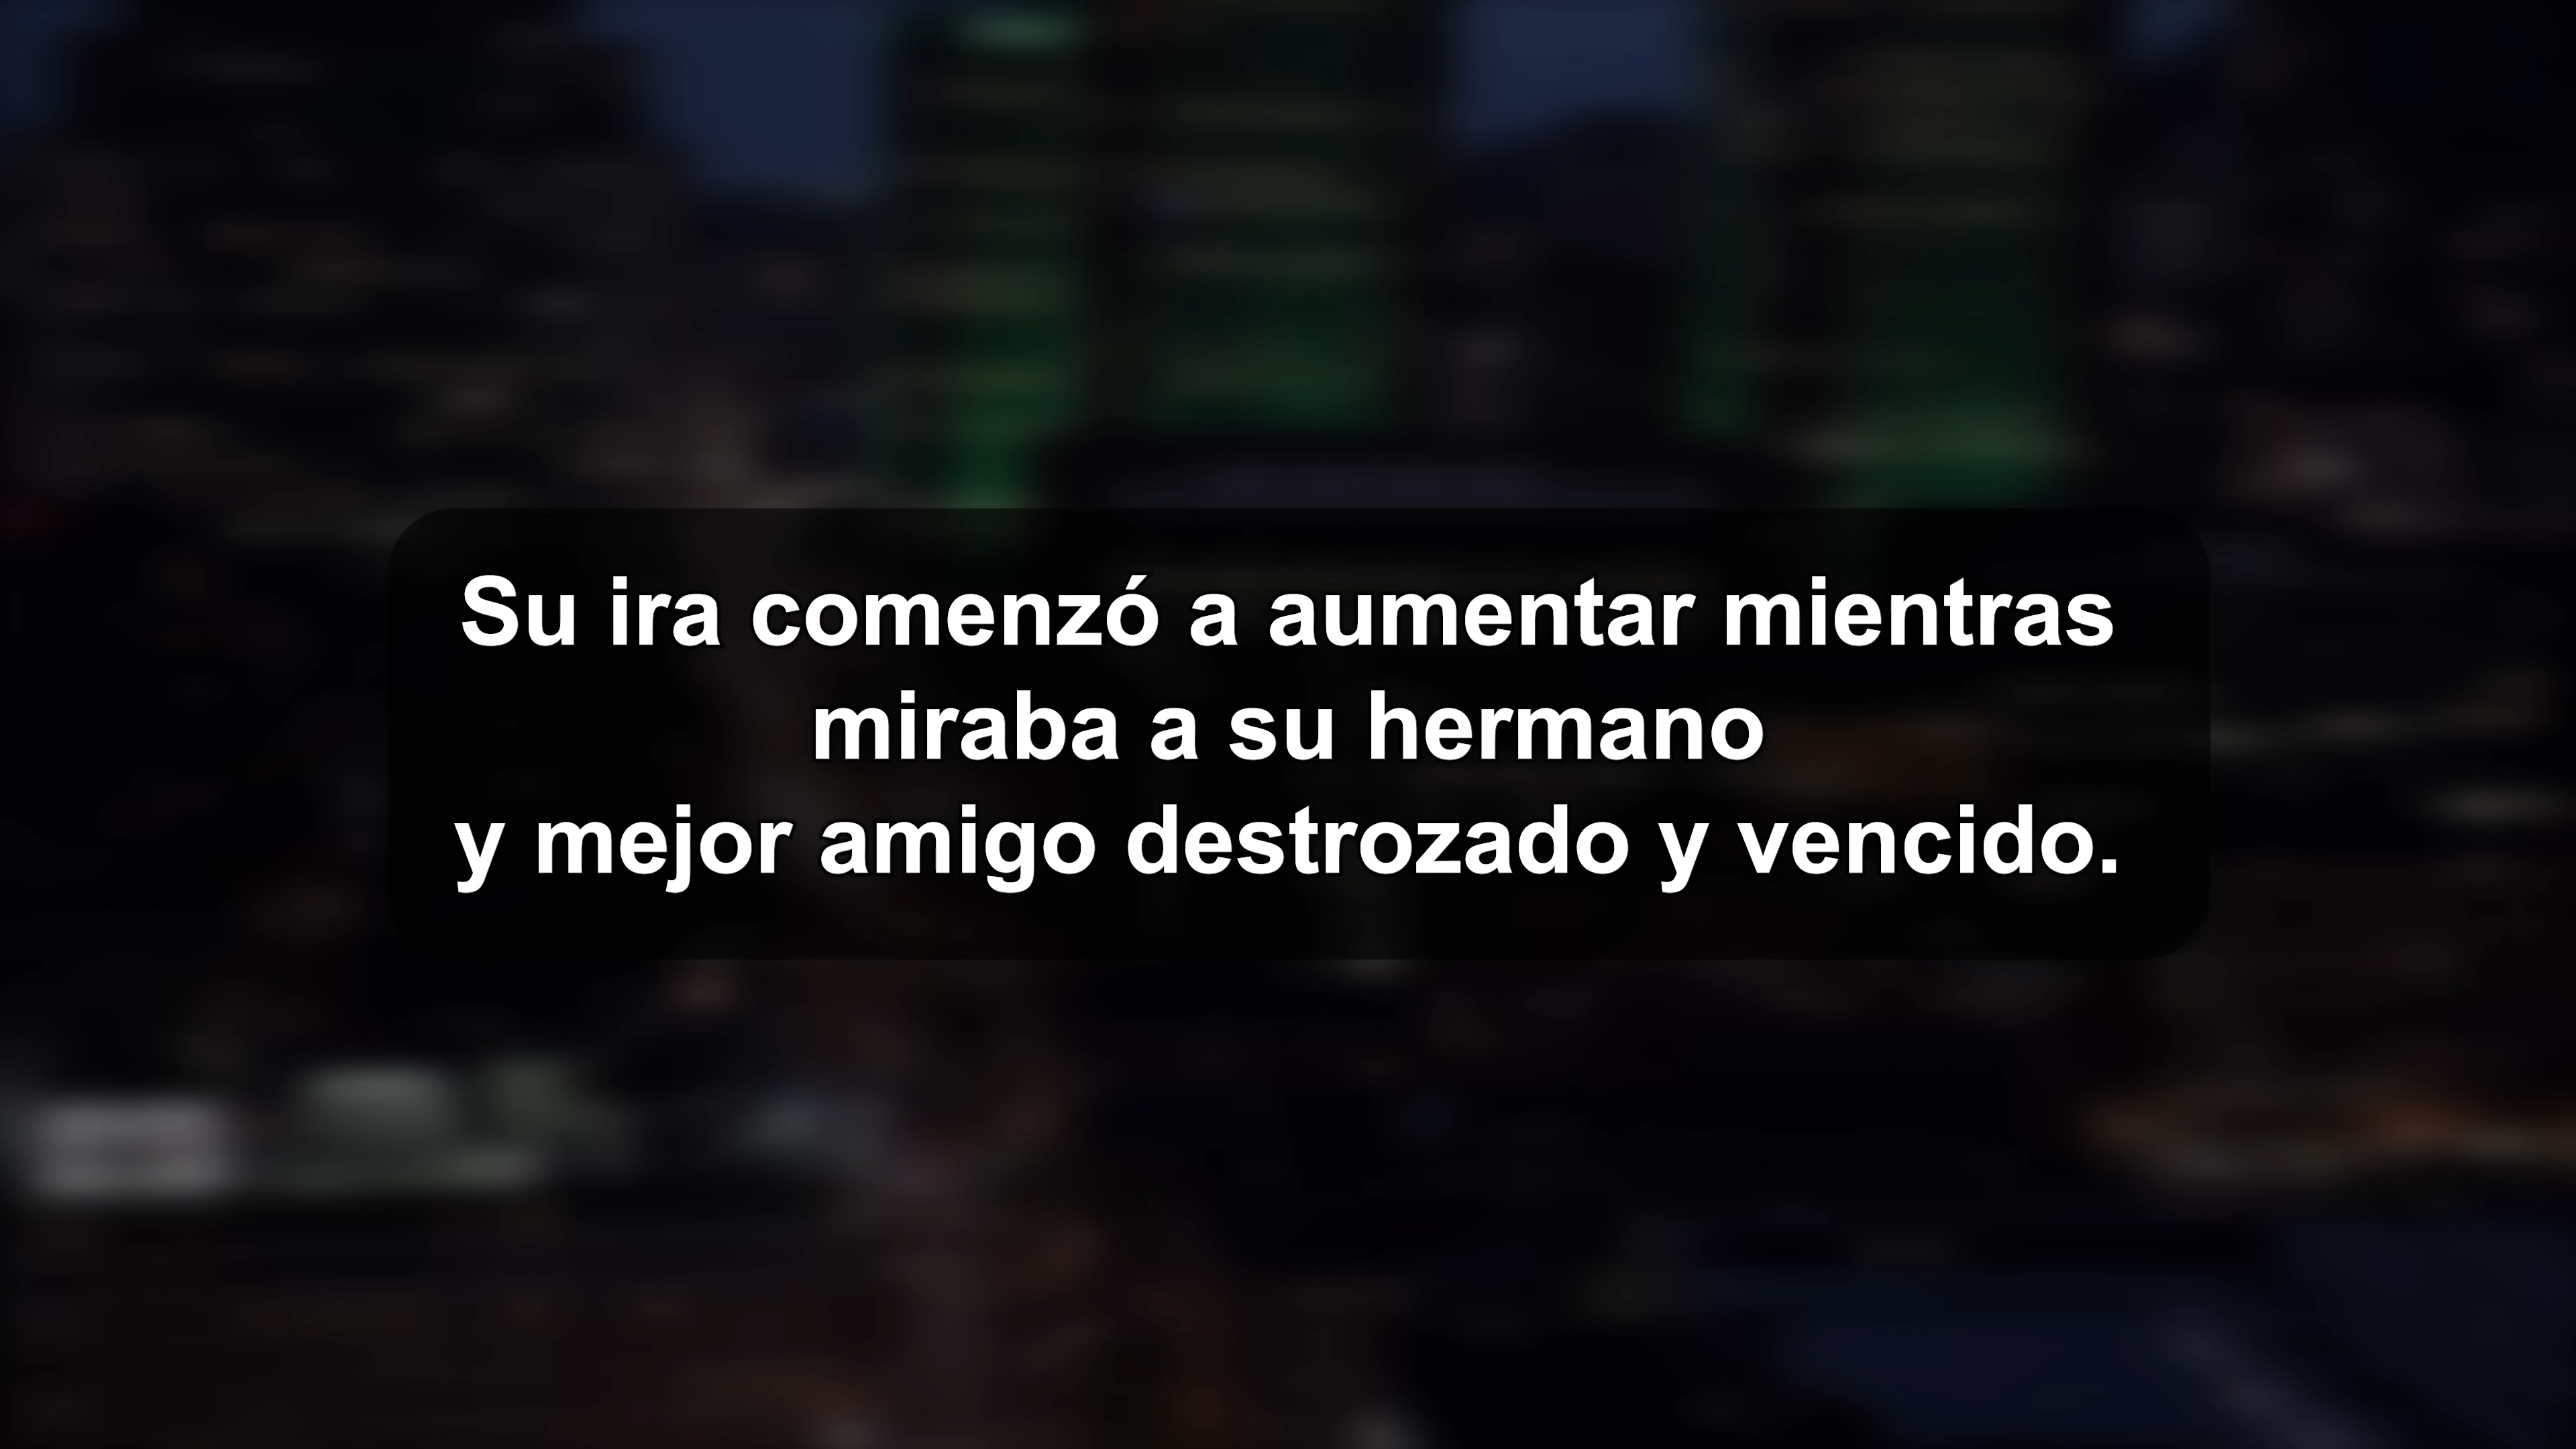 Su ira comenzó a aumentar mientras
miraba a su hermano
y mejor amigo destrozado y vencido.